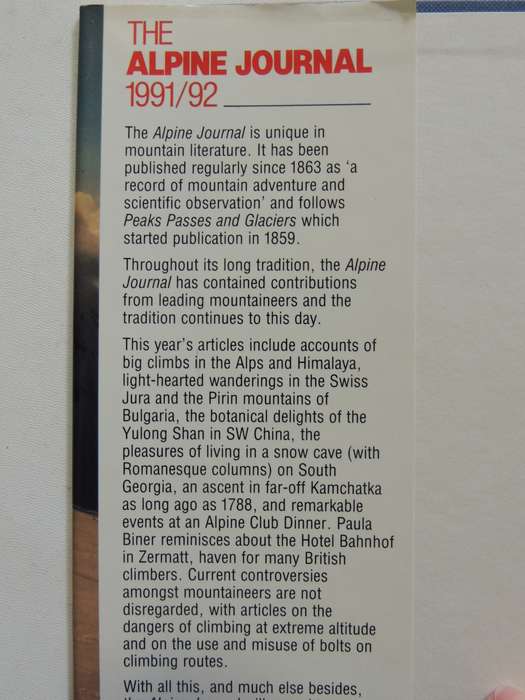 THE
ALPINE JOURNAL
1991/92
The Alpine Journal is unique in
mountain literature. It has been
published regularly since 1863 as ‘a
record of mountain adventure and
scientific observation’ and follows
Peaks Passes and Glaciers which
started publication in 1859.
Throughout its long tradition, the Alpine
Journal has contained contributions
from leading mountaineers and the
tradition continues to this day.
This year’s articles include accounts of
big climbs in the Alps and Himalaya,
light-hearted wanderings in the Swiss
Jura and the Pirin mountains of
Bulgaria, the botanical delights of the
Yulong Shan in SW China, the
pleasures of living in a snow cave (with
Romanesque columns) on South
Georgia, an ascent in far-off Kamchatka
as long ago as 1788, and remarkable
events at an Alpine Club Dinner. Paula
Biner reminisces about the Hotel Bahnhof
in Zermatt, haven for many British
climbers. Current controversies
amongst mountaineers are not
disregarded, with articles on the
dangers of climbing at extreme altitude
and on the use and misuse of bolts on
climbing routes.
With all this, and much else besides,